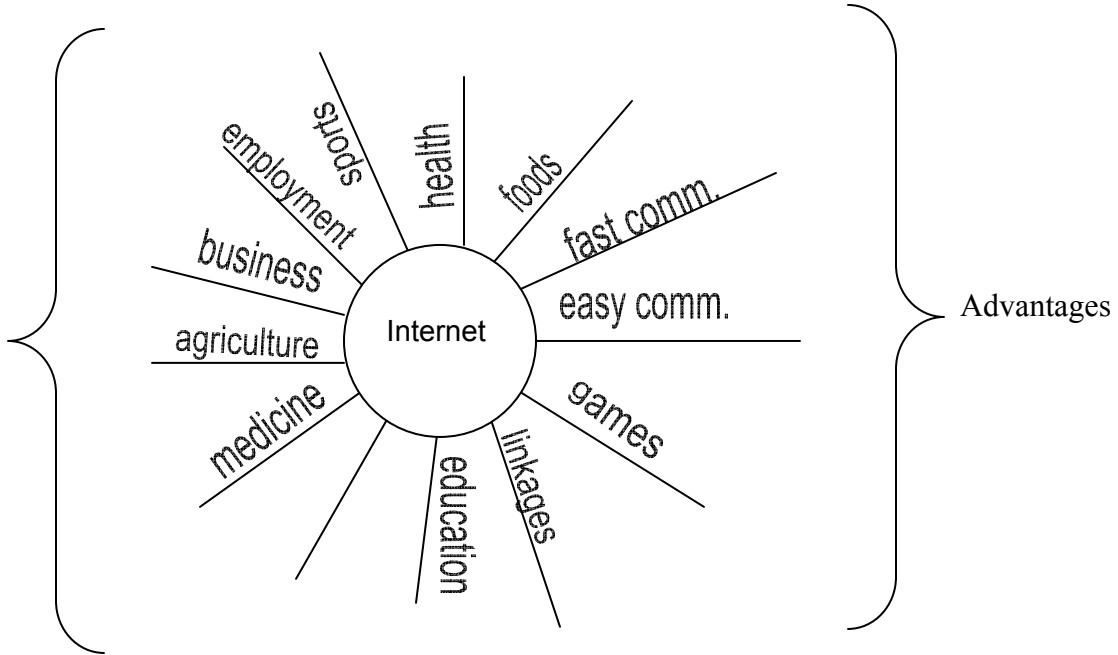 sports
health
foods
employment
fast comm.
business
easy comm.
Internet
Advantages
agriculture
games
medicine
linkages
education